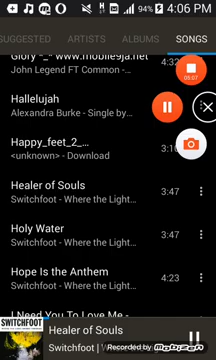 94% 4:06 PM
SUGGESTED ARTISTS ALBUMS SONGS
Glory -_- www.mobile9ja.net-...
John Legend FT Common -...
4:32
05:07
Hallelujah
Alexandra Burke - Single by...
Happy_feet_2_...
<unknown> - Download
3:16
Healer of Souls
Switchfoot - Where the Light...
3:47
Holy Water
Switchfoot - Where the Light...
3:47
Hope Is the Anthem
Switchfoot - Where the Light...
4:23
I Need You To Love Me -
SWITCHFOOT
Healer of Souls
Switchfoot | W
Recorded by: Mobizen